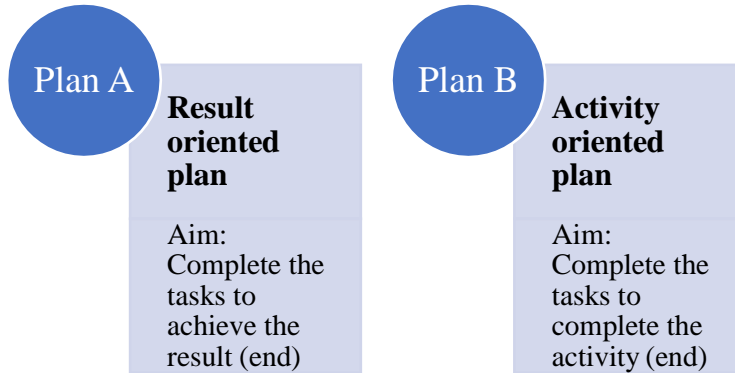 Plan A
Result
oriented
plan
Aim:
Complete the
tasks to
achieve the
result (end)
Plan B
Activity
oriented
plan
Aim:
Complete the
tasks to
complete the
activity (end)